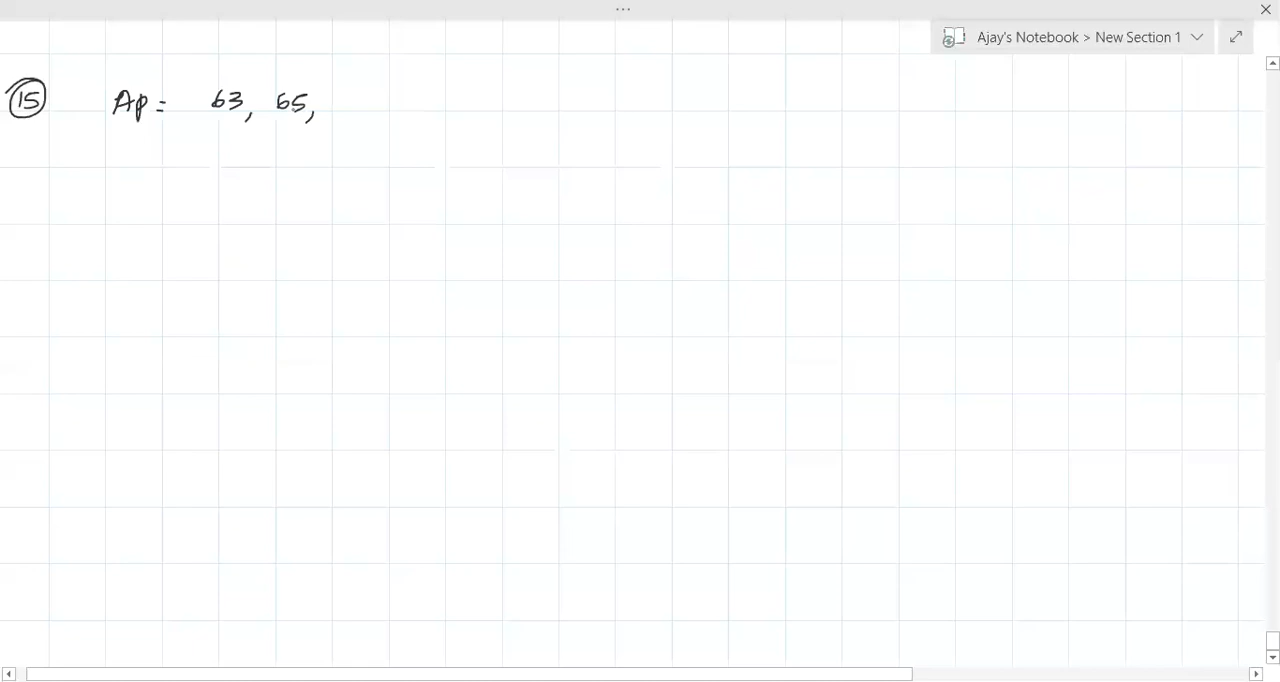 Ajay's Notebook > New Section 1
15 Ap = 63, 65,